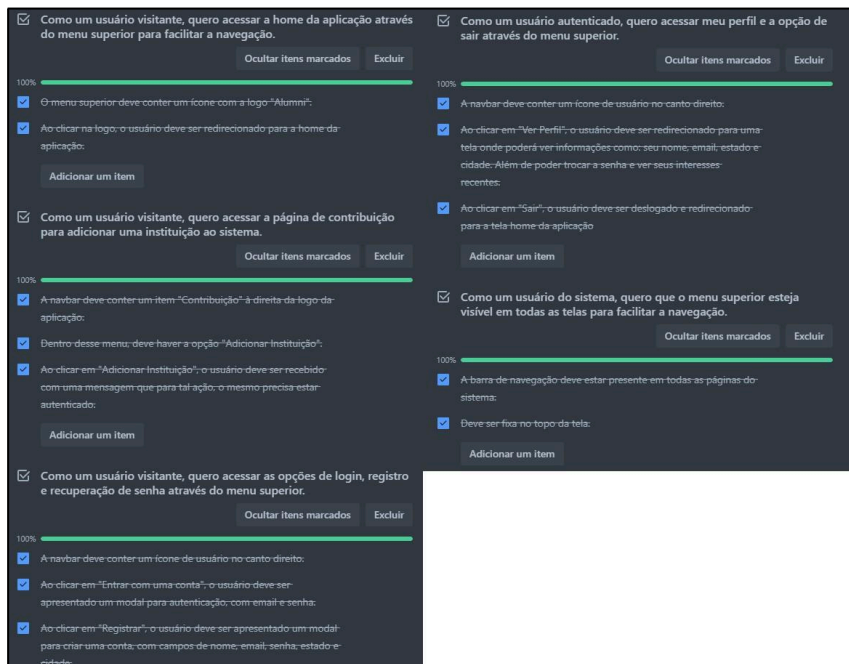 Como um usuário visitante, quero acessar a home da aplicação através
do menu superior para facilitar a navegação.
Ocultar itens marcados Excluir
100%
O menu superior deve conter um ícone com a logo "Alumni".
Ao clicar na logo, o usuário deve ser redirecionado para a home da
aplicação.
Adicionar um item
Como um usuário visitante, quero acessar a página de contribuição
para adicionar uma instituição ao sistema.
Ocultar itens marcados Excluir
100%
A navbar deve conter um item "Contribuição" à direita da logo da
aplicação.
Dentro desse menu, deve haver a opção "Adicionar Instituição".
Ao clicar em "Adicionar Instituição", o usuário deve ser recebido
com uma mensagem que para tal ação, o mesmo precisa estar
autenticado.
Adicionar um item
Como um usuário visitante, quero acessar as opções de login, registro
e recuperação de senha através do menu superior.
Ocultar itens marcados Excluir
100%
A navbar deve conter um ícone de usuário no canto direito.
Ao clicar em "Entrar com uma conta", o usuário deve ser
apresentado um modal para autenticação, com email e senha.
Ao clicar em "Registrar", o usuário deve ser apresentado um modal
para criar uma conta, com campos de nome, email, senha, estado e
cidade.
Como um usuário autenticado, quero acessar meu perfil e a opção de
sair através do menu superior.
Ocultar itens marcados Excluir
100%
A navbar deve conter um ícone de usuário no canto direito.
Ao clicar em "Ver Perfil", o usuário deve ser redirecionado para uma
tela onde poderá ver informações como: seu nome, email, estado e
cidade. Além de poder trocar a senha e ver seus interesses
recentes.
Ao clicar em "Sair", o usuário deve ser deslogado e redirecionado
para a tela home da aplicação
Adicionar um item
Como um usuário do sistema, quero que o menu superior esteja
visível em todas as telas para facilitar a navegação.
Ocultar itens marcados Excluir
100%
A barra de navegação deve estar presente em todas as páginas do
sistema.
Deve ser fixa no topo da tela.
Adicionar um item